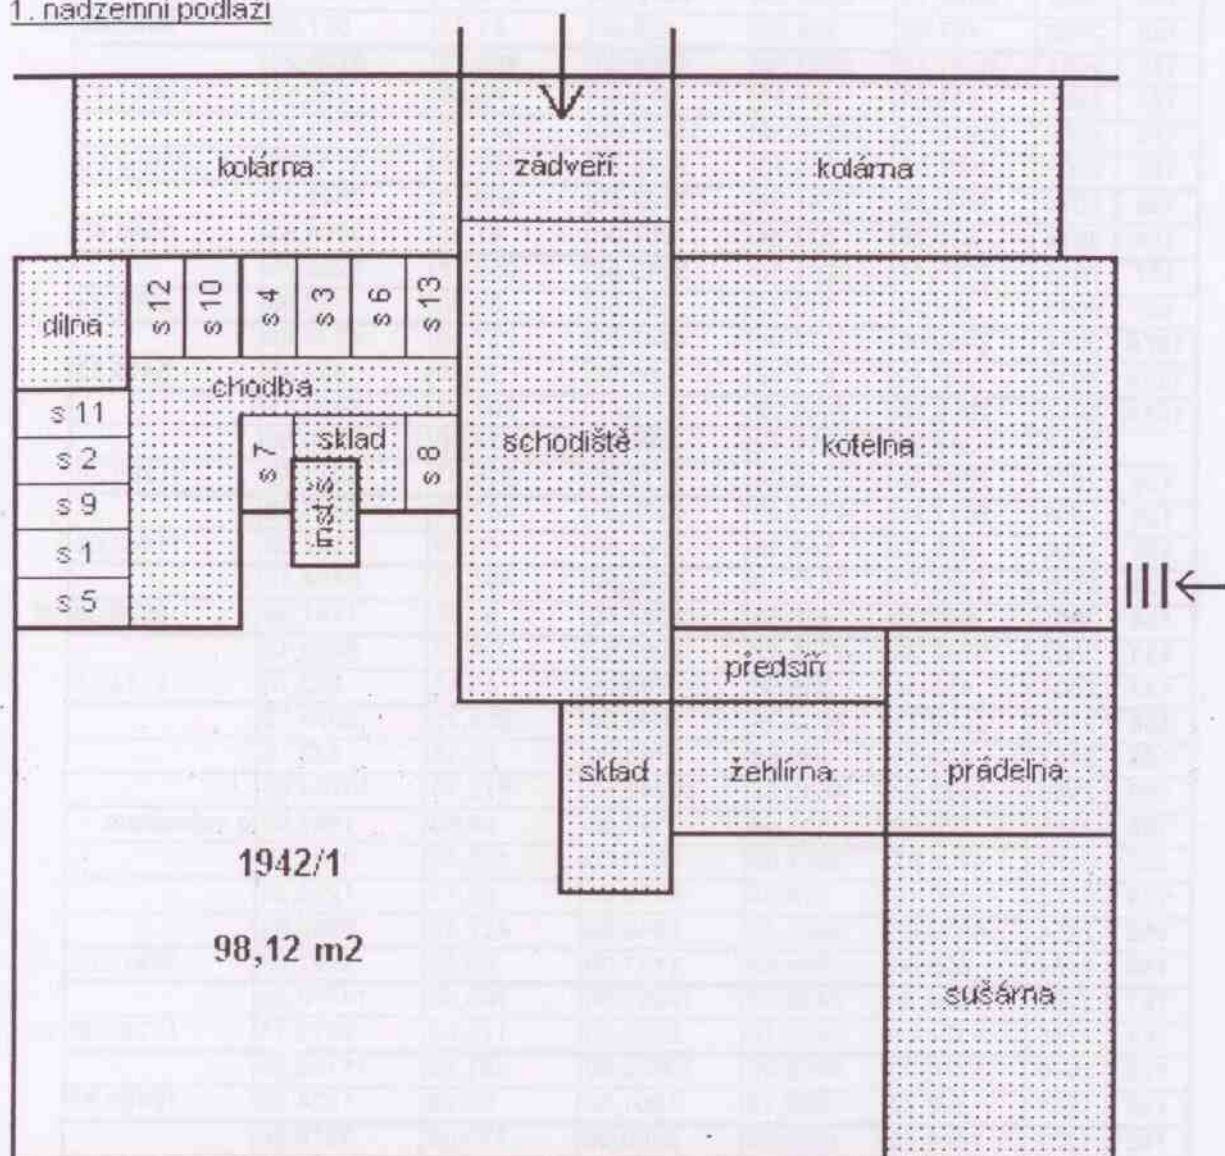 1. nadzemní podlaží
kolárna
zádveří
kolárna
dílna
s 12
s 10
s 4
s 3
s 6
s 13
chodba
s 11
s 2
s 9
s 1
s 5
s 7
sklad
s 8
inst.š.
schodiště
kotelna
předsíň
sklad
žehlírna
prádelna
1942/1
98,12 m2
sušárna